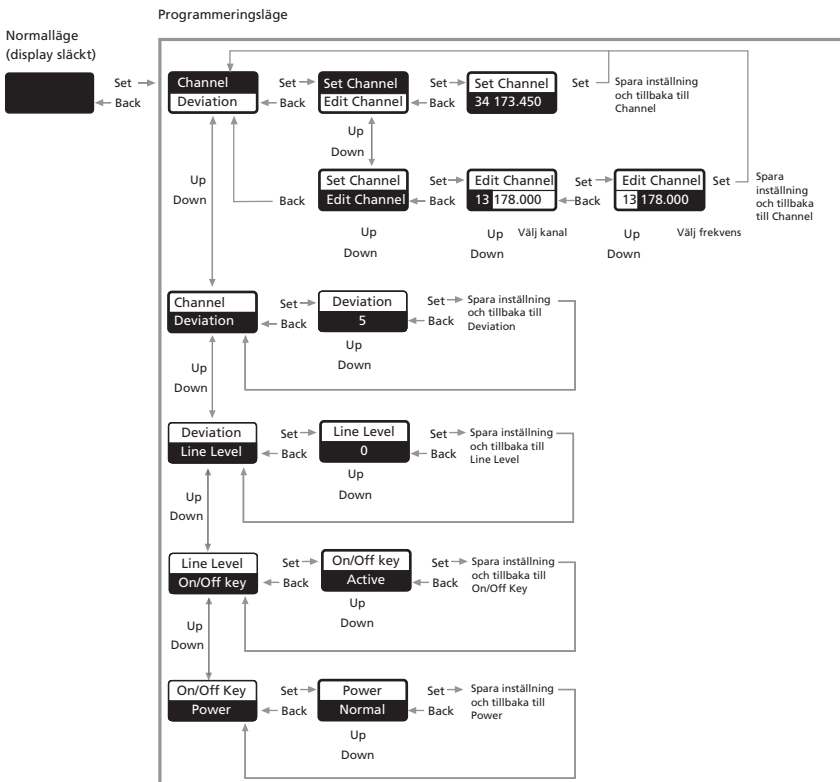 Programmeringsläge
Normalläge
(display släckt)
Set
Back
Channel
Deviation
Set
Back
Set Channel
Edit Channel
Set
Back
Set Channel
34 173.450
Set
Spara inställning
och tillbaka till
Channel
Up
Down
Up
Down
Back
Set Channel
Edit Channel
Set
Back
Edit Channel
13 178.000
Set
Back
Edit Channel
13 178.000
Set
Spara
inställning
och tillbaka
till Channel
Up
Down
Up
Down
Välj kanal
Up
Down
Välj frekvens
Channel
Deviation
Set
Back
Deviation
5
Set
Back
Spara inställning
och tillbaka till
Deviation
Up
Down
Up
Down
Deviation
Line Level
Set
Back
Line Level
0
Set
Back
Spara inställning
och tillbaka till
Line Level
Up
Down
Up
Down
Line Level
On/Off key
Set
Back
On/Off key
Active
Set
Back
Spara inställning
och tillbaka till
On/Off Key
Up
Down
Up
Down
On/Off Key
Power
Set
Back
Power
Normal
Set
Back
Spara inställning
och tillbaka till
Power
Up
Down